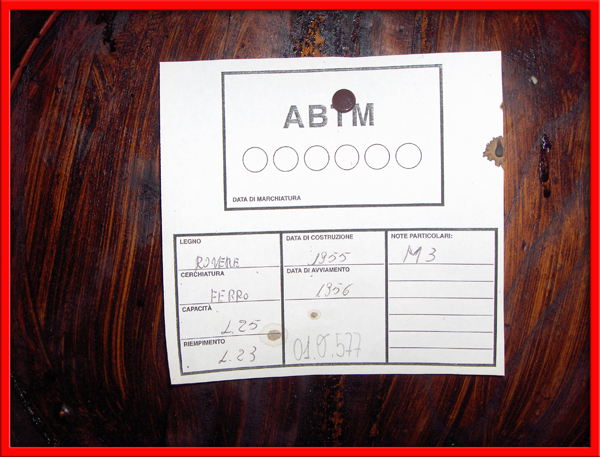 ABTM
DATA DI MARCHIATURA
LEGNO
ROVERE
CERCHIATURA
FERRO
CAPACITÀ
L. 25
RIEMPIMENTO
L. 23
DATA DI COSTRUZIONE
1955
DATA DI AVVIAMENTO
1956
NOTE PARTICOLARI:
M3